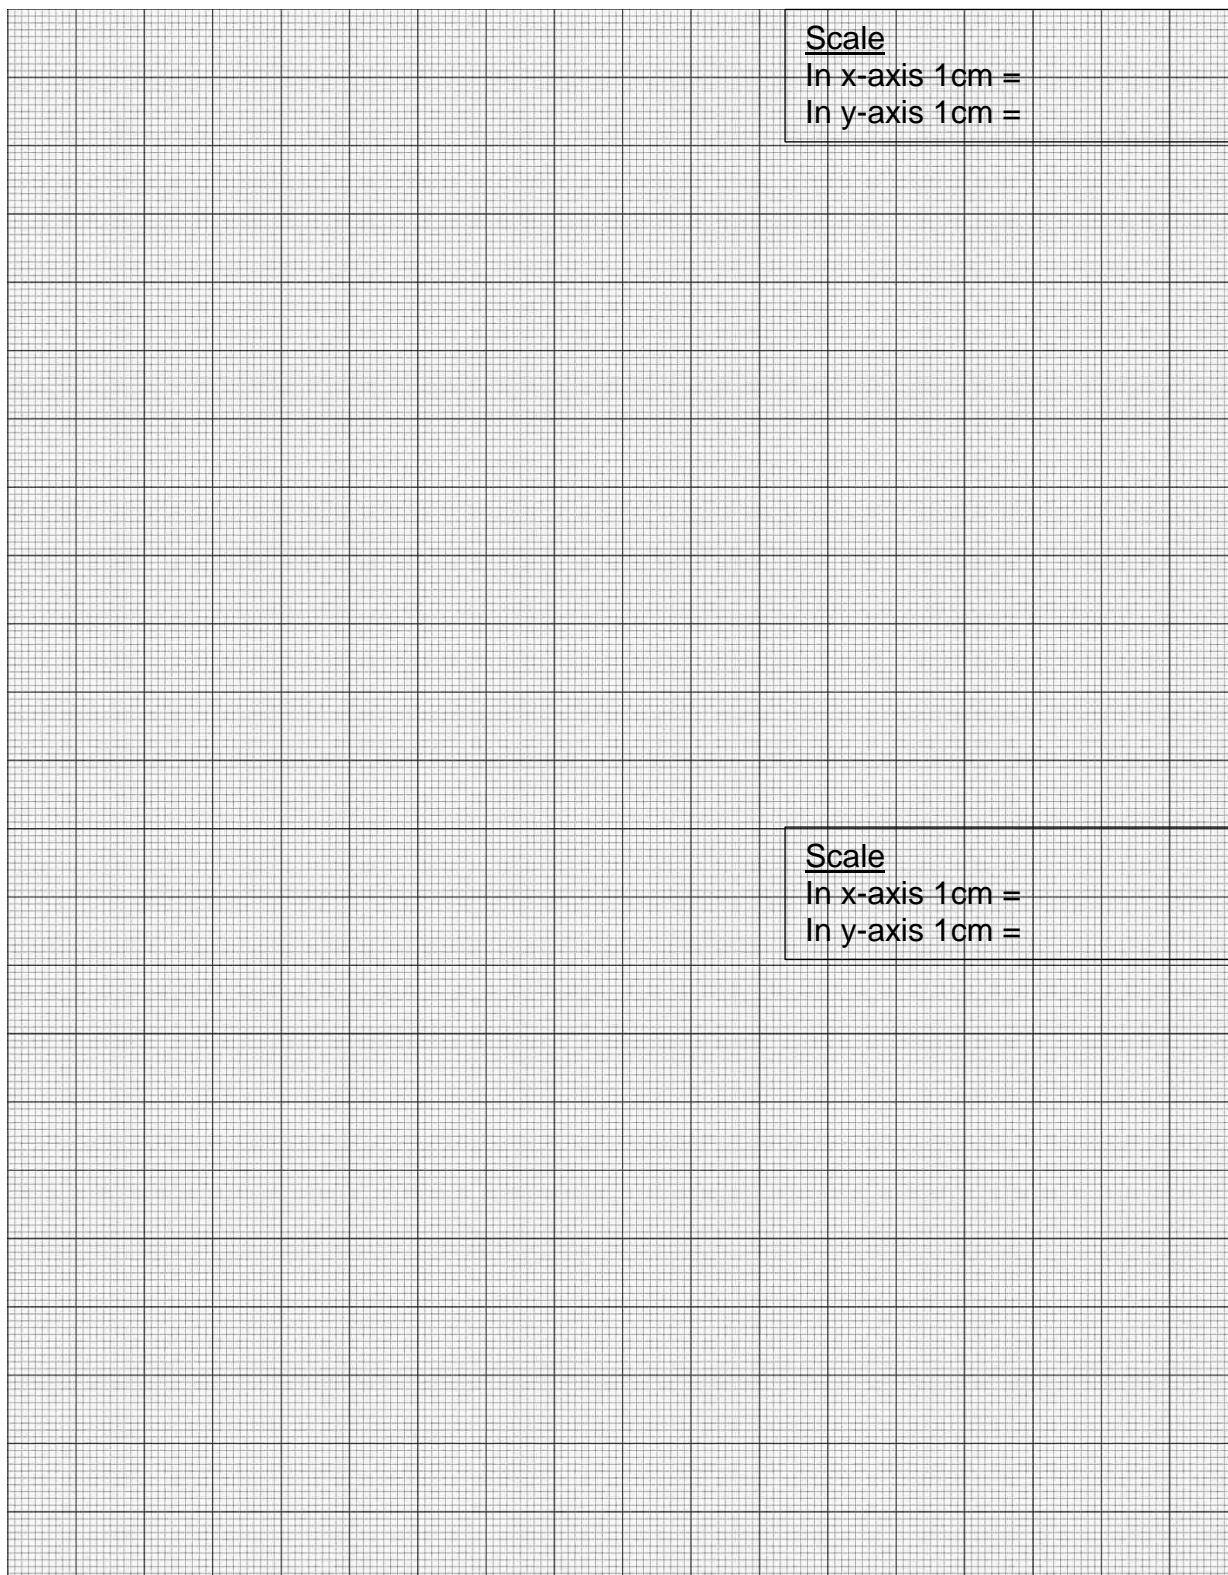 Scale
In x-axis 1cm =
In y-axis 1cm =
Scale
In x-axis 1cm =
In y-axis 1cm =